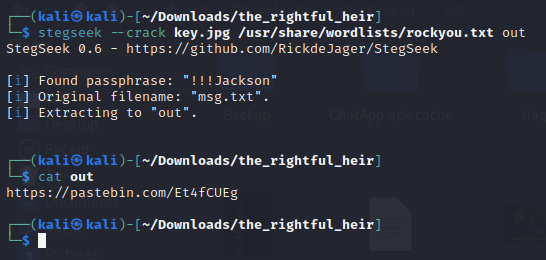 ┌──(kali㉿kali)-[~/Downloads/the_rightful_heir]
└─$ stegseek --crack key.jpg /usr/share/wordlists/rockyou.txt out
StegSeek 0.6 - https://github.com/RickdeJager/StegSeek
[i] Found passphrase: "!!!Jackson"
[i] Original filename: "msg.txt".
[i] Extracting to "out".
┌──(kali㉿kali)-[~/Downloads/the_rightful_heir]
└─$ cat out
https://pastebin.com/Et4fCUEg
┌──(kali㉿kali)-[~/Downloads/the_rightful_heir]
└─$